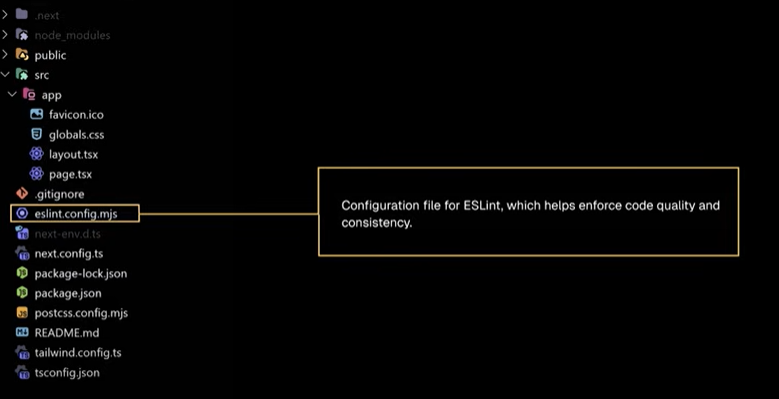 .next
node_modules
public
src
app
favicon.ico
globals.css
layout.tsx
page.tsx
.gitignore
eslint.config.mjs
next-env.d.ts
next.config.ts
package-lock.json
package.json
postcss.config.mjs
README.md
tailwind.config.ts
tsconfig.json
Configuration file for ESLint, which helps enforce code quality and
consistency.